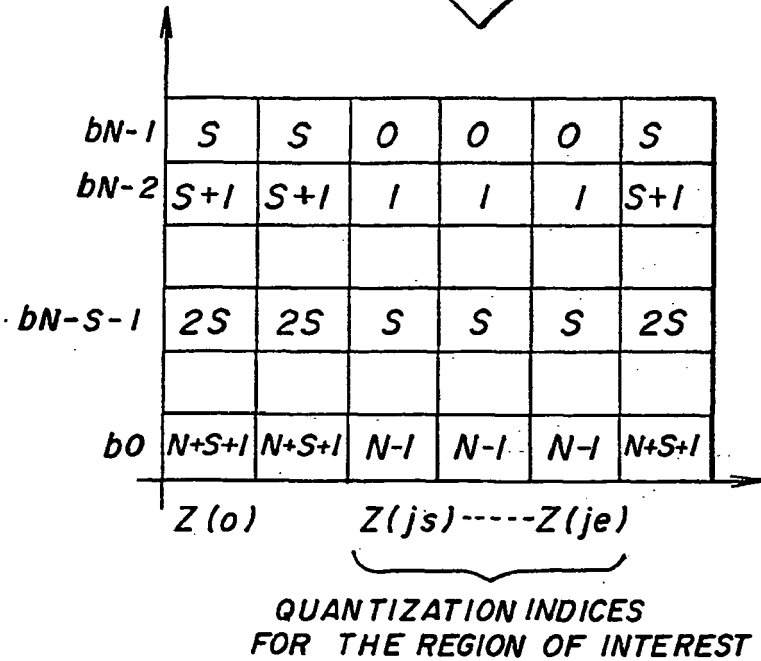 bN-1 S S 0 0 0 S
bN-2 S+1 S+1 1 1 1 S+1
bN-S-1 2S 2S S S S 2S
b0 N+S+1 N+S+1 N-1 N-1 N-1 N+S+1
Z(o) Z(js)-----Z(je)
QUANTIZATION INDICES
FOR THE REGION OF INTEREST